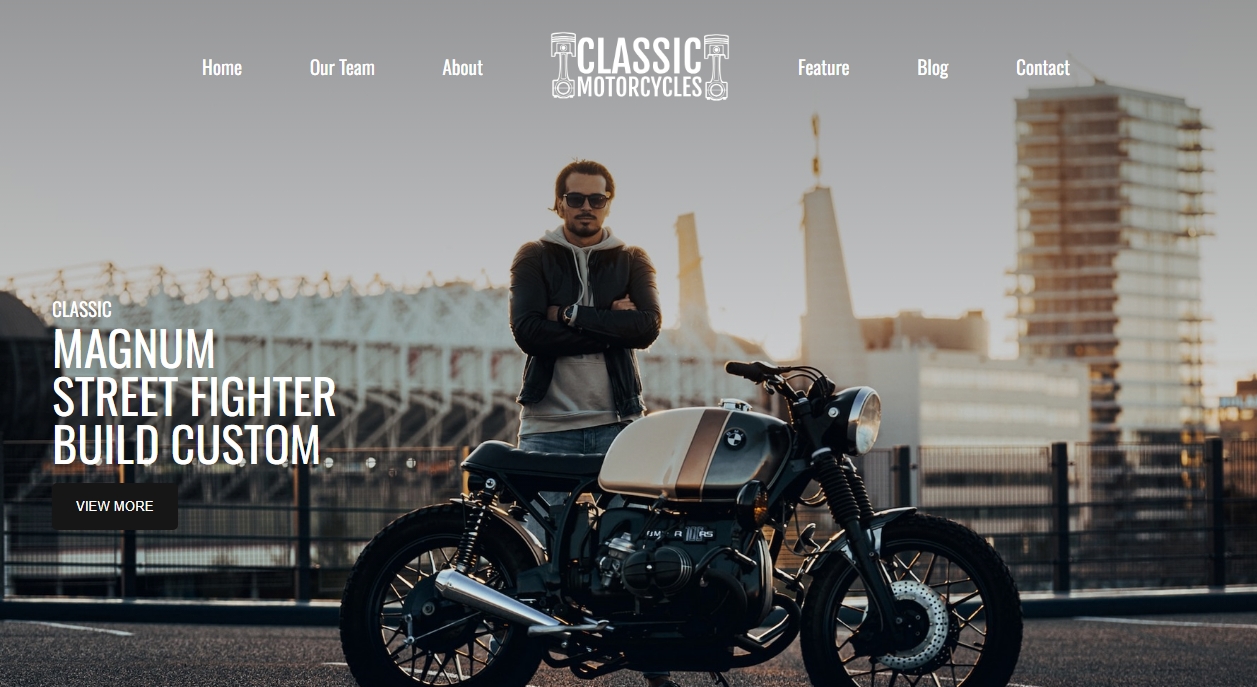 Home
Our Team
About
CLASSIC
MOTORCYCLES
Feature
Blog
Contact
CLASSIC
MAGNUM
STREET FIGHTER
BUILD CUSTOM
VIEW MORE